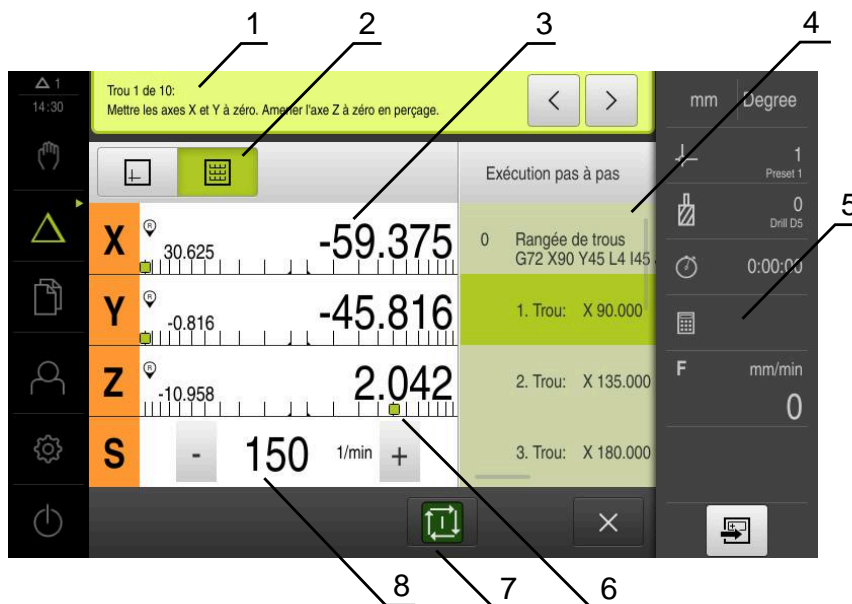 1
2
3
4
5
6
7
8
1
14:30
Trou 1 de 10:
Mettre les axes X et Y à zéro. Amener l'axe Z à zéro en perçage.
< >
Exécution pas à pas
X
R
30.625
-59.375
Y
R
-0.816
-45.816
Z
R
-10.958
2.042
S
-
150
1/min
+
0 Rangée de trous
G72 X90 Y45 L4 I45
1. Trou: X 90.000
2. Trou: X 135.000
3. Trou: X 180.000
mm Degree
1
Preset 1
0
Drill D5
0:00:00
F mm/min
0